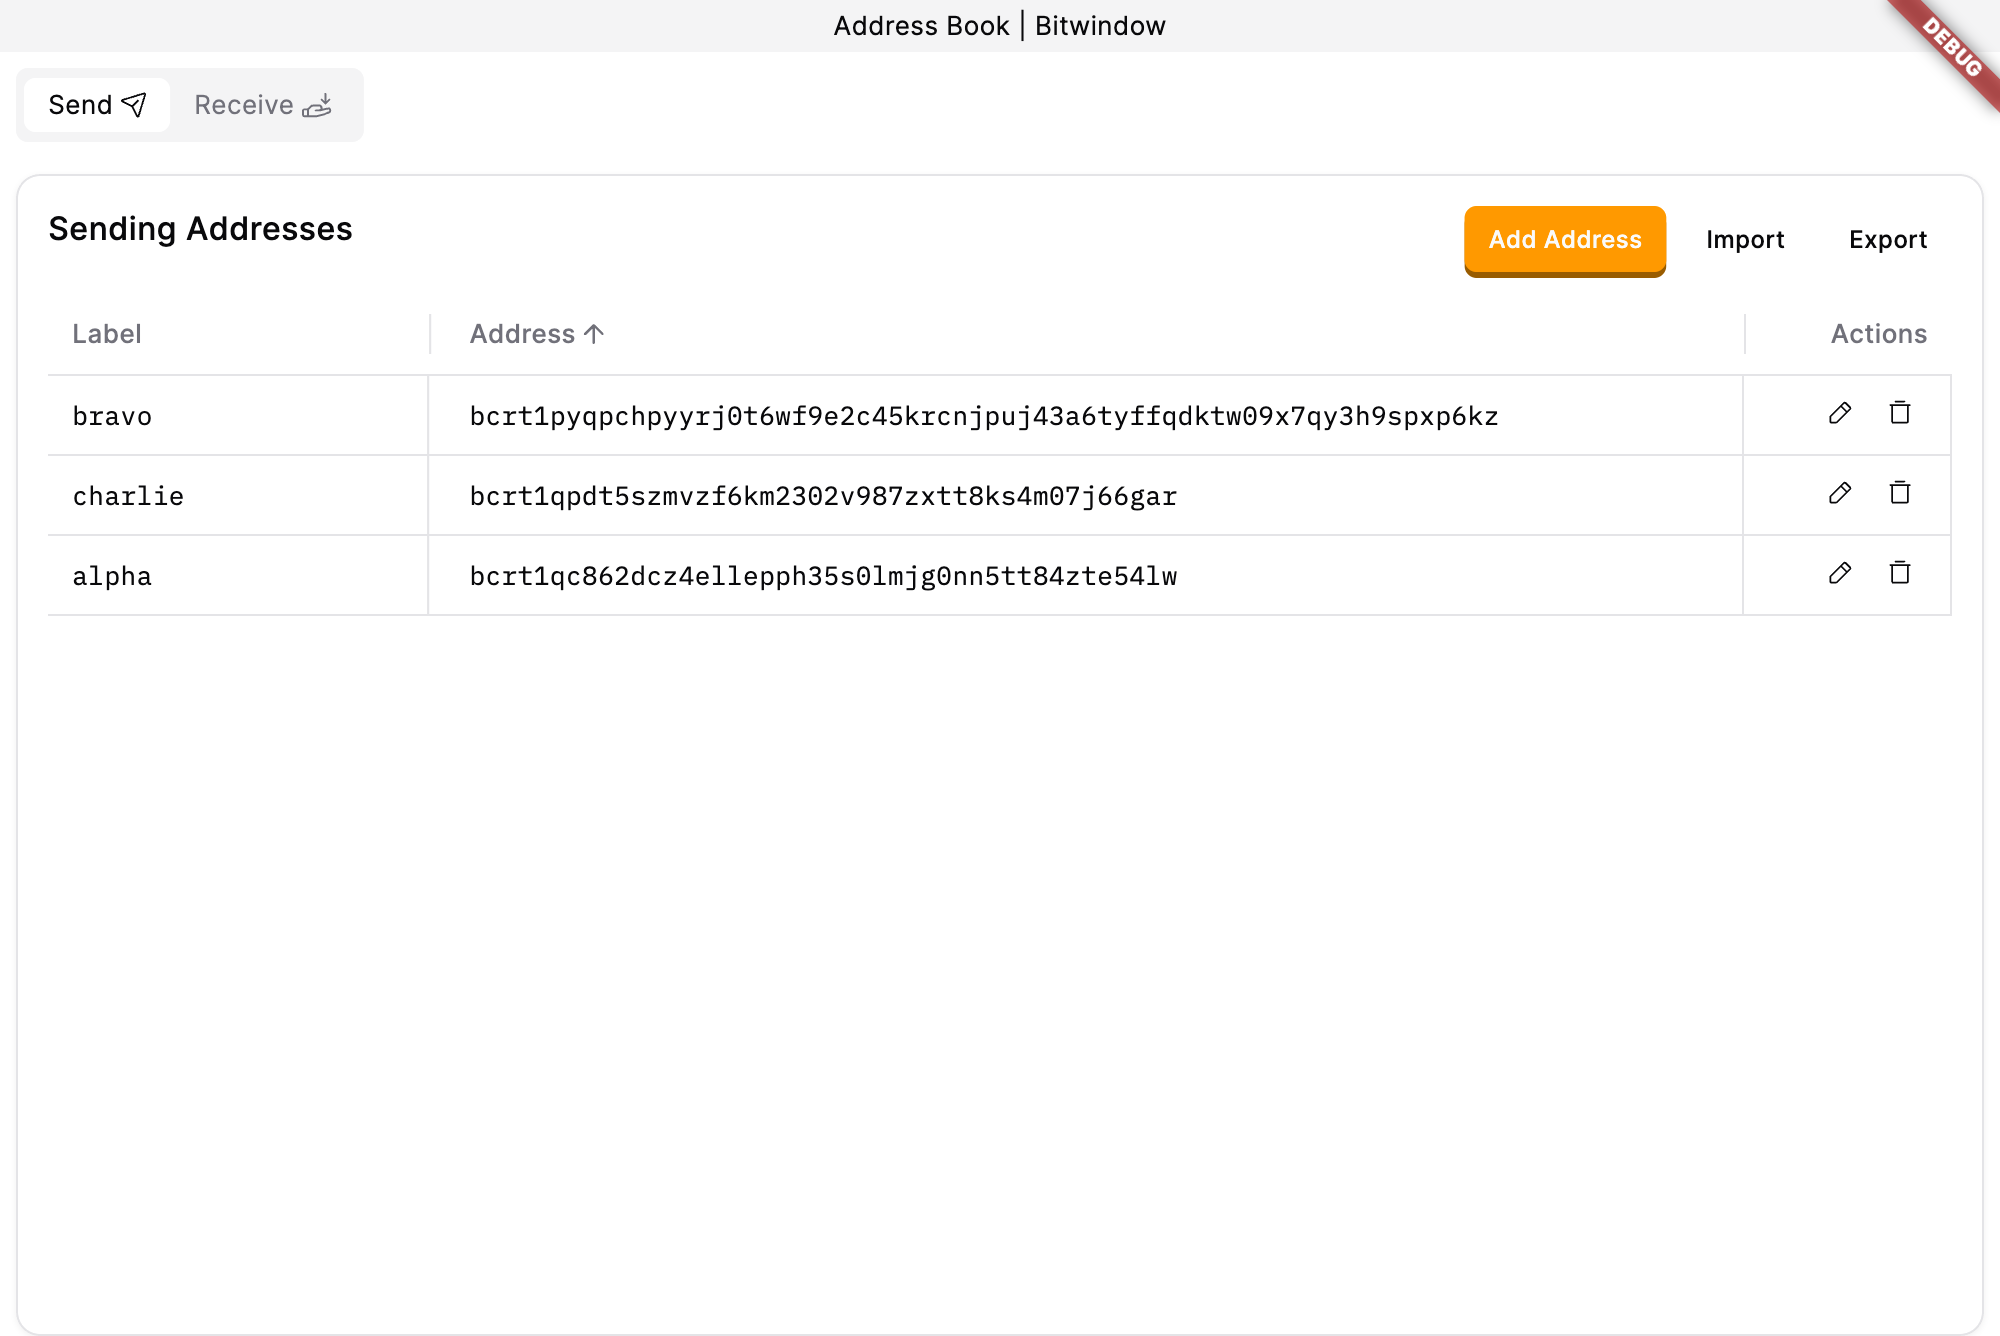 Address Book | Bitwindow
DEBUG
Send
Receive
Sending Addresses
Add Address
Import
Export
Label
Address
Actions
bravo
bcrt1pyqpchpyyrj0t6wf9e2c45krcnjpuj43a6tyffqdktw09x7qy3h9spxp6kz
charlie
bcrt1qpdt5szmvzf6km2302v987zxtt8ks4m07j66gar
alpha
bcrt1qc862dcz4ellepph35s0lmjg0nn5tt84zte54lw